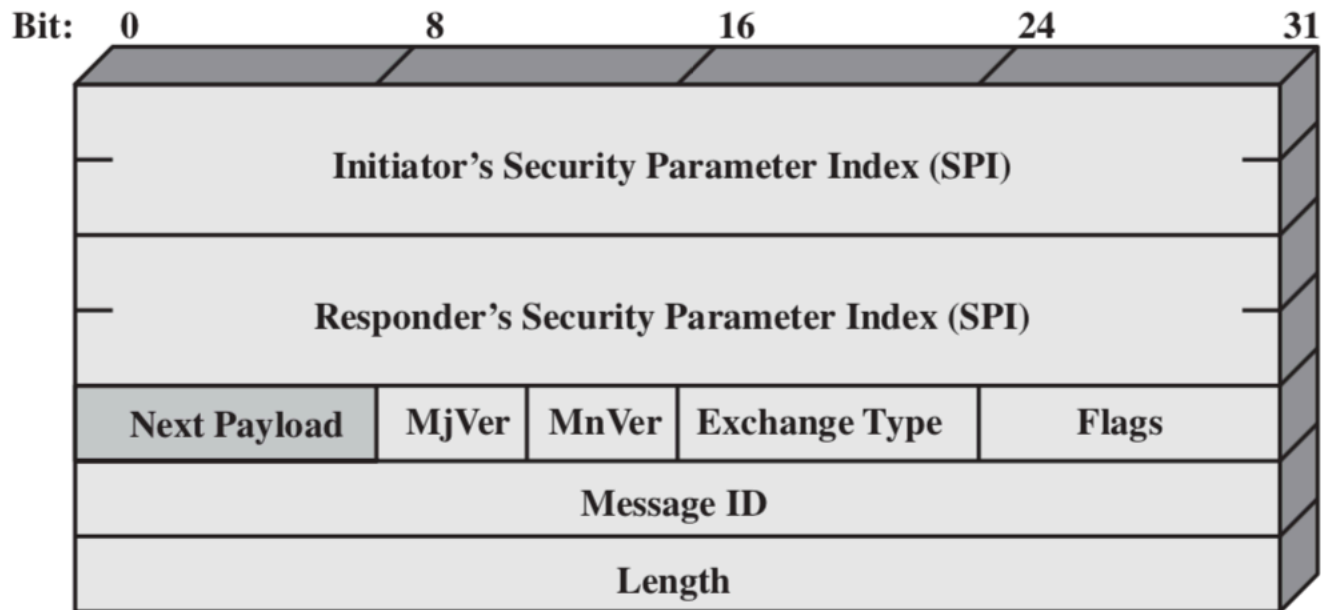 Bit: 0 8 16 24 31
Initiator’s Security Parameter Index (SPI)
Responder’s Security Parameter Index (SPI)
Next Payload MjVer MnVer Exchange Type Flags
Message ID
Length